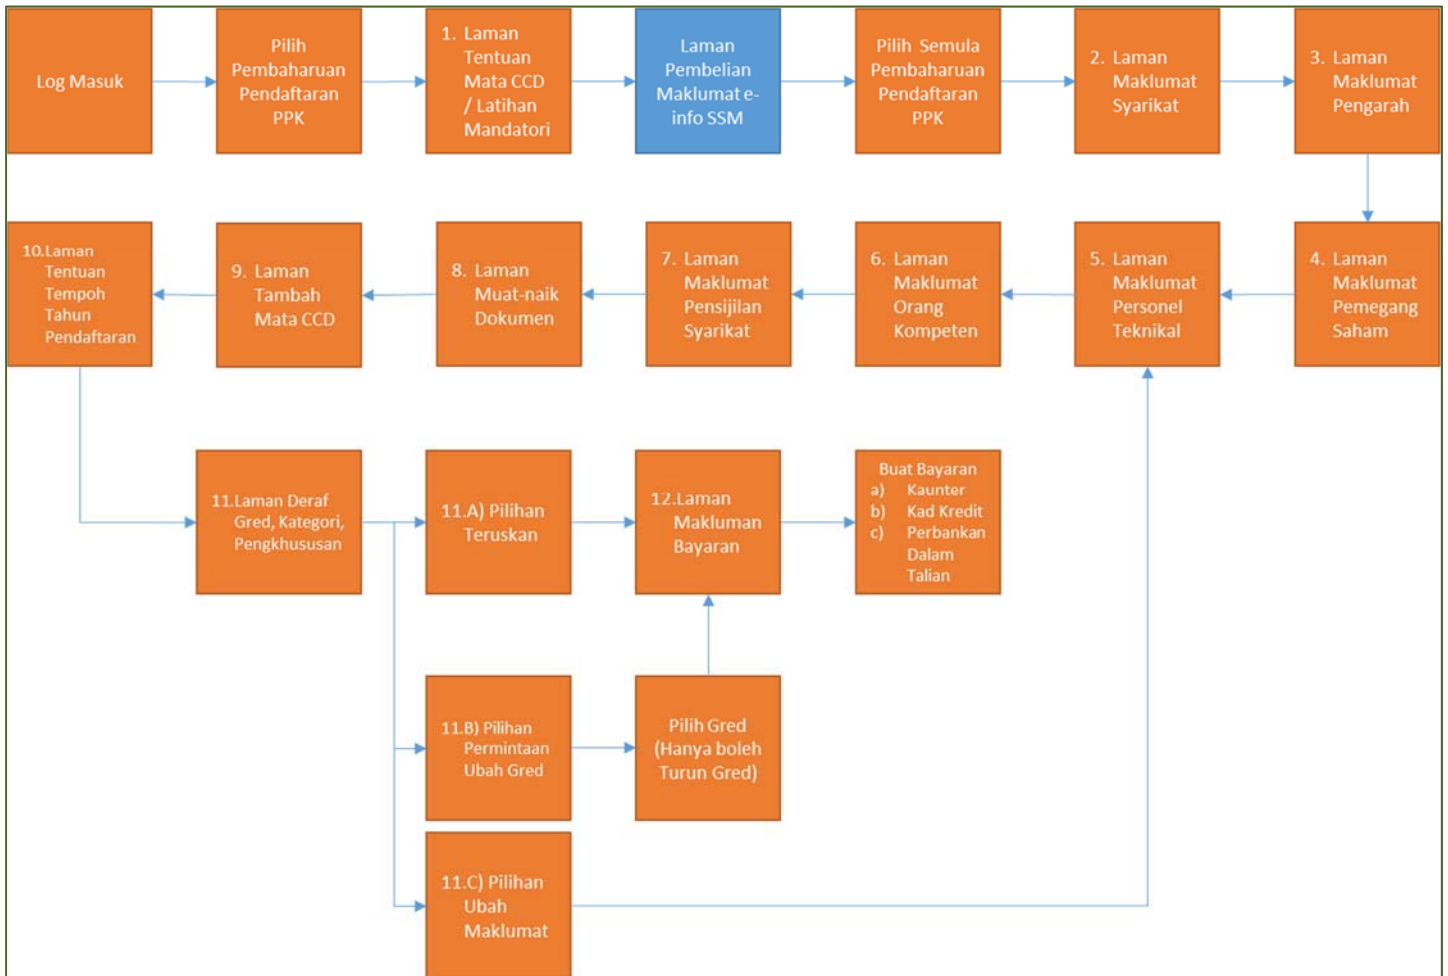 Log Masuk
Pilih
Pembaharuan
Pendaftaran
PPK
1. Laman
Tentuan
Mata CCD
/ Latihan
Mandatori
Laman
Pembelian
Maklumat e-
info SSM
Pilih Semula
Pembaharuan
Pendaftaran
PPK
2. Laman
Maklumat
Syarikat
3. Laman
Maklumat
Pengarah
4. Laman
Maklumat
Pemegang
Saham
5. Laman
Maklumat
Personel
Teknikal
6. Laman
Maklumat
Orang
Kompeten
7. Laman
Maklumat
Pensijilan
Syarikat
8. Laman
Muat-naik
Dokumen
9. Laman
Tambah
Mata CCD
10.Laman
Tentuan
Tempoh
Tahun
Pendaftaran
11.Laman Deraf
Gred, Kategori,
Pengkhususan
11.A) Pilihan
Teruskan
12.Laman
Makluman
Bayaran
Buat Bayaran
a) Kaunter
b) Kad Kredit
c) Perbankan
Dalam
Talian
11.B) Pilihan
Permintaan
Ubah Gred
Pilih Gred
(Hanya boleh
Turun Gred)
11.C) Pilihan
Ubah
Maklumat